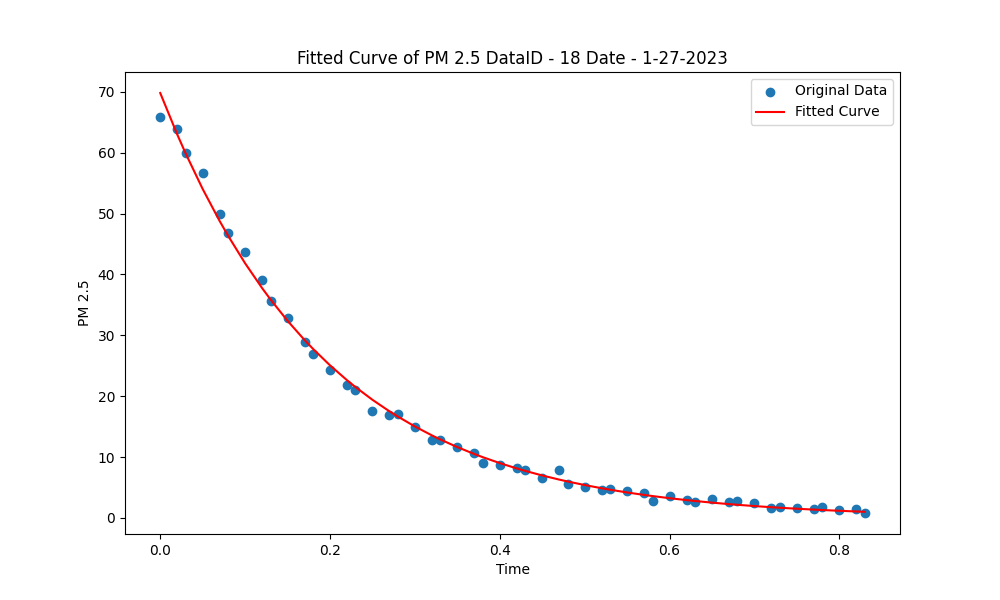 Fitted Curve of PM 2.5 DataID - 18 Date - 1-27-2023
Original Data
Fitted Curve
70
60
50
40
30
20
10
0
PM 2.5
0.0 0.2 0.4 0.6 0.8
Time